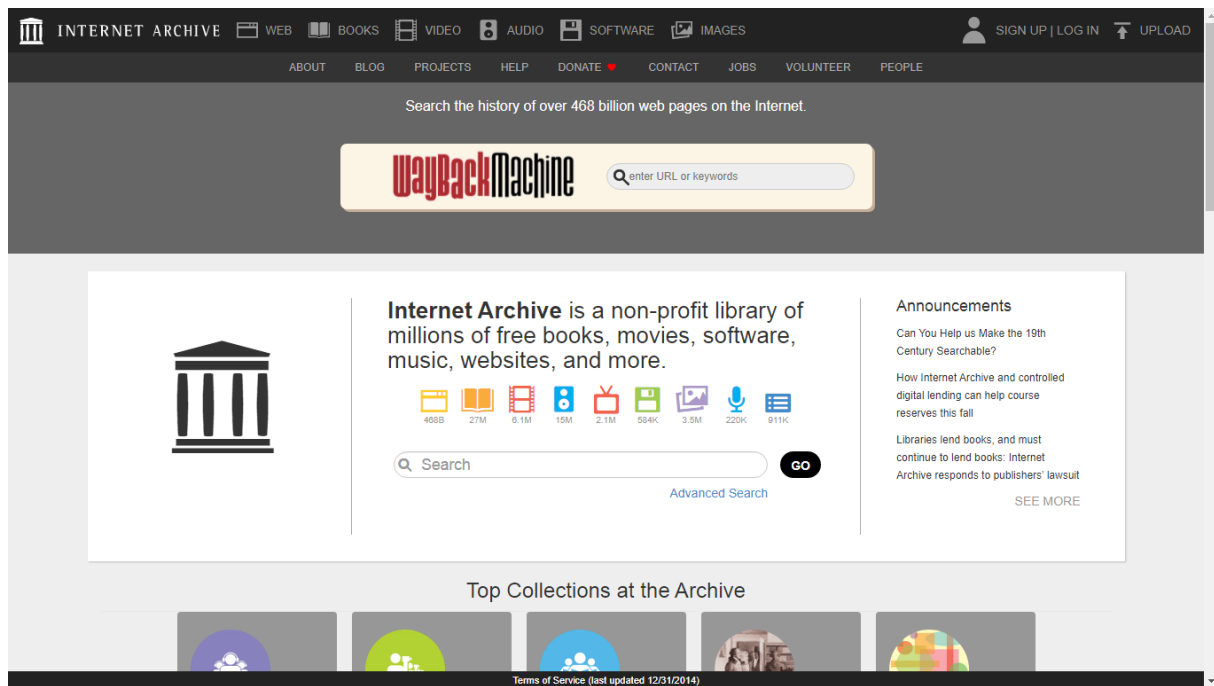 INTERNET ARCHIVE WEB BOOKS VIDEO AUDIO SOFTWARE IMAGES SIGN UP | LOG IN UPLOAD
ABOUT BLOG PROJECTS HELP DONATE CONTACT JOBS VOLUNTEER PEOPLE
Search the history of over 468 billion web pages on the Internet.
WayBackMachine
enter URL or keywords
Internet Archive is a non-profit library of
millions of free books, movies, software,
music, websites, and more.
468B 27M 6.1M 15M 2.1M 584K 3.5M 220K 911K
Search GO
Advanced Search
Announcements
Can You Help us Make the 19th
Century Searchable?
How Internet Archive and controlled
digital lending can help course
reserves this fall
Libraries lend books, and must
continue to lend books: Internet
Archive responds to publishers' lawsuit
SEE MORE
Top Collections at the Archive
Terms of Service (last updated 12/31/2014)